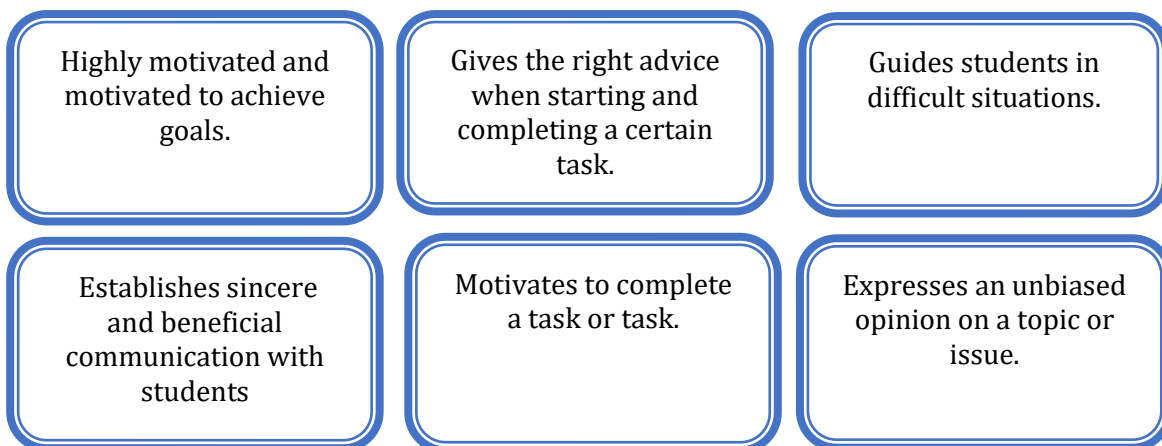 Highly motivated and
motivated to achieve
goals.
Gives the right advice
when starting and
completing a certain
task.
Guides students in
difficult situations.
Establishes sincere
and beneficial
communication with
students
Motivates to complete
a task or task.
Expresses an unbiased
opinion on a topic or
issue.